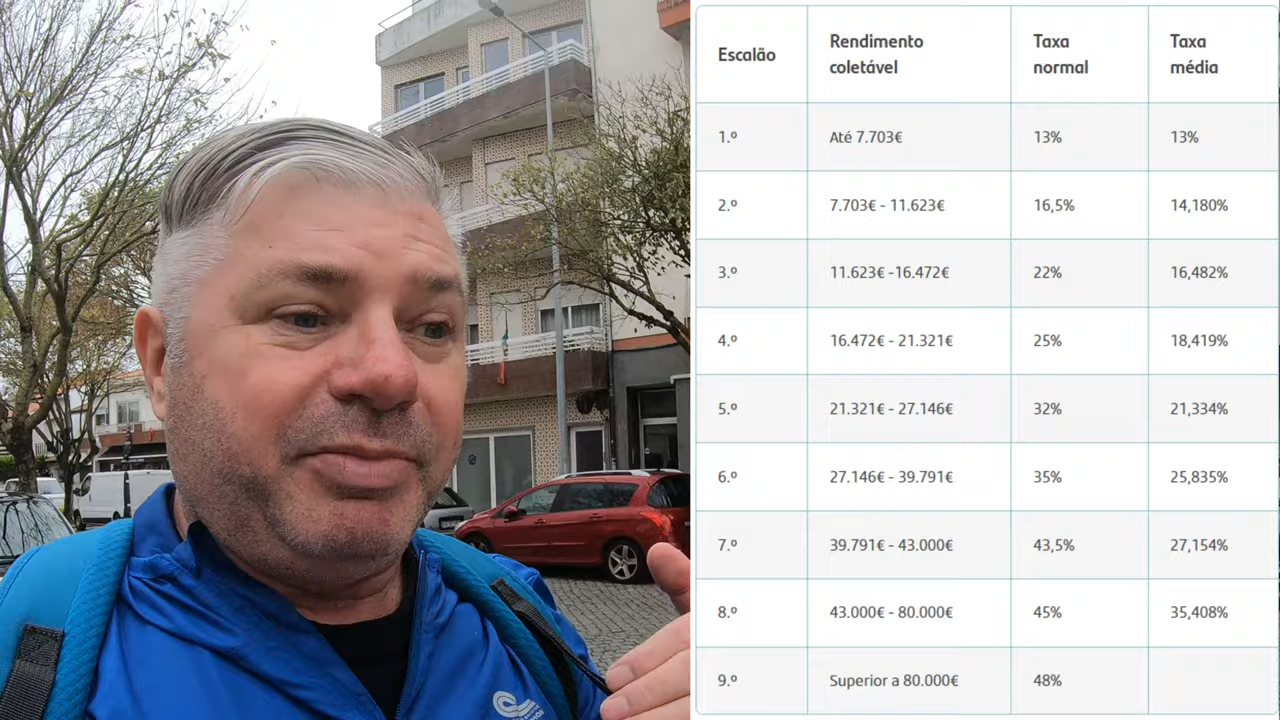 Escalão Rendimento coletável Taxa normal Taxa média
1.º Até 7.703€ 13% 13%
2.º 7.703€ - 11.623€ 16,5% 14,180%
3.º 11.623€ -16.472€ 22% 16,482%
4.º 16.472€ - 21.321€ 25% 18,419%
5.º 21.321€ - 27.146€ 32% 21,334%
6.º 27.146€ - 39.791€ 35% 25,835%
7.º 39.791€ - 43.000€ 43,5% 27,154%
8.º 43.000€ - 80.000€ 45% 35,408%
9.º Superior a 80.000€ 48%